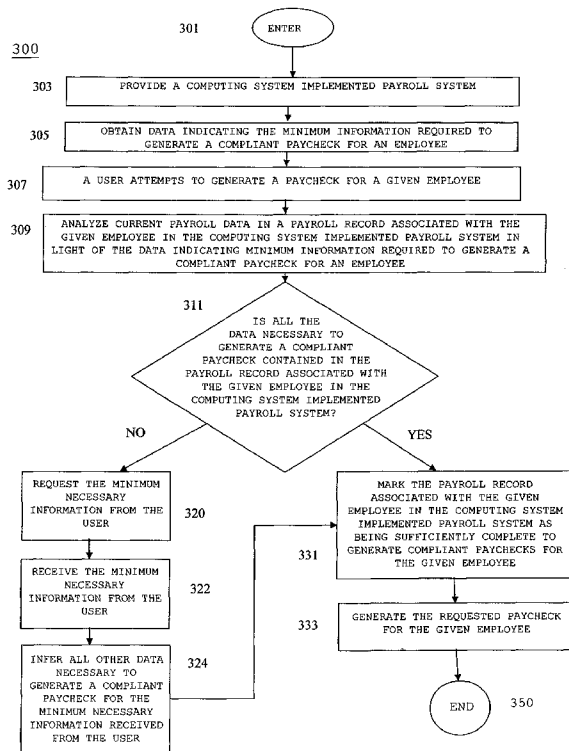 301
ENTER
300
303
PROVIDE A COMPUTING SYSTEM IMPLEMENTED PAYROLL SYSTEM
305
OBTAIN DATA INDICATING THE MINIMUM INFORMATION REQUIRED TO
GENERATE A COMPLIANT PAYCHECK FOR AN EMPLOYEE
307
A USER ATTEMPTS TO GENERATE A PAYCHECK FOR A GIVEN EMPLOYEE
309
ANALYZE CURRENT PAYROLL DATA IN A PAYROLL RECORD ASSOCIATED WITH THE
GIVEN EMPLOYEE IN THE COMPUTING SYSTEM IMPLEMENTED PAYROLL SYSTEM IN
LIGHT OF THE DATA INDICATING MINIMUM INFORMATION REQUIRED TO GENERATE A
COMPLIANT PAYCHECK FOR AN EMPLOYEE
311
IS ALL THE
DATA NECESSARY TO
GENERATE A COMPLIANT
PAYCHECK CONTAINED IN THE
PAYROLL RECORD ASSOCIATED WITH
THE GIVEN EMPLOYEE IN THE
COMPUTING SYSTEM IMPLEMENTED
PAYROLL SYSTEM?
NO
YES
REQUEST THE MINIMUM
NECESSARY
INFORMATION FROM THE
USER
320
RECEIVE THE MINIMUM
NECESSARY
INFORMATION FROM THE
USER
322
INFER ALL OTHER DATA
NECESSARY TO
GENERATE A COMPLIANT
PAYCHECK FOR THE
MINIMUM NECESSARY
INFORMATION RECEIVED
FROM THE USER
324
MARK THE PAYROLL RECORD
ASSOCIATED WITH THE GIVEN
EMPLOYEE IN THE COMPUTING SYSTEM
IMPLEMENTED PAYROLL SYSTEM AS
BEING SUFFICIENTLY COMPLETE TO
GENERATE COMPLIANT PAYCHECKS FOR
THE GIVEN EMPLOYEE
331
GENERATE THE REQUESTED PAYCHECK
FOR THE GIVEN EMPLOYEE
333
END
350